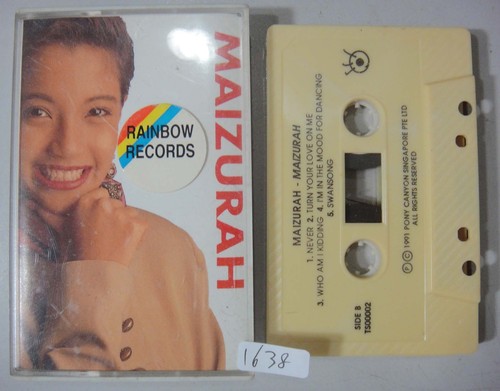 MAIZURAH
RAINBOW
RECORDS
1638
MAIZURAH - MAIZURAH
1. NEVER 2. TURN YOUR LOVE ON ME
3. WHO AM I KIDDING 4. I'M IN THE MOOD FOR DANCING
5. SWANSONG
SIDE B
TS00002
℗ © 1991 PONY CANYON SINGAPORE PTE LTD
ALL RIGHTS RESERVED